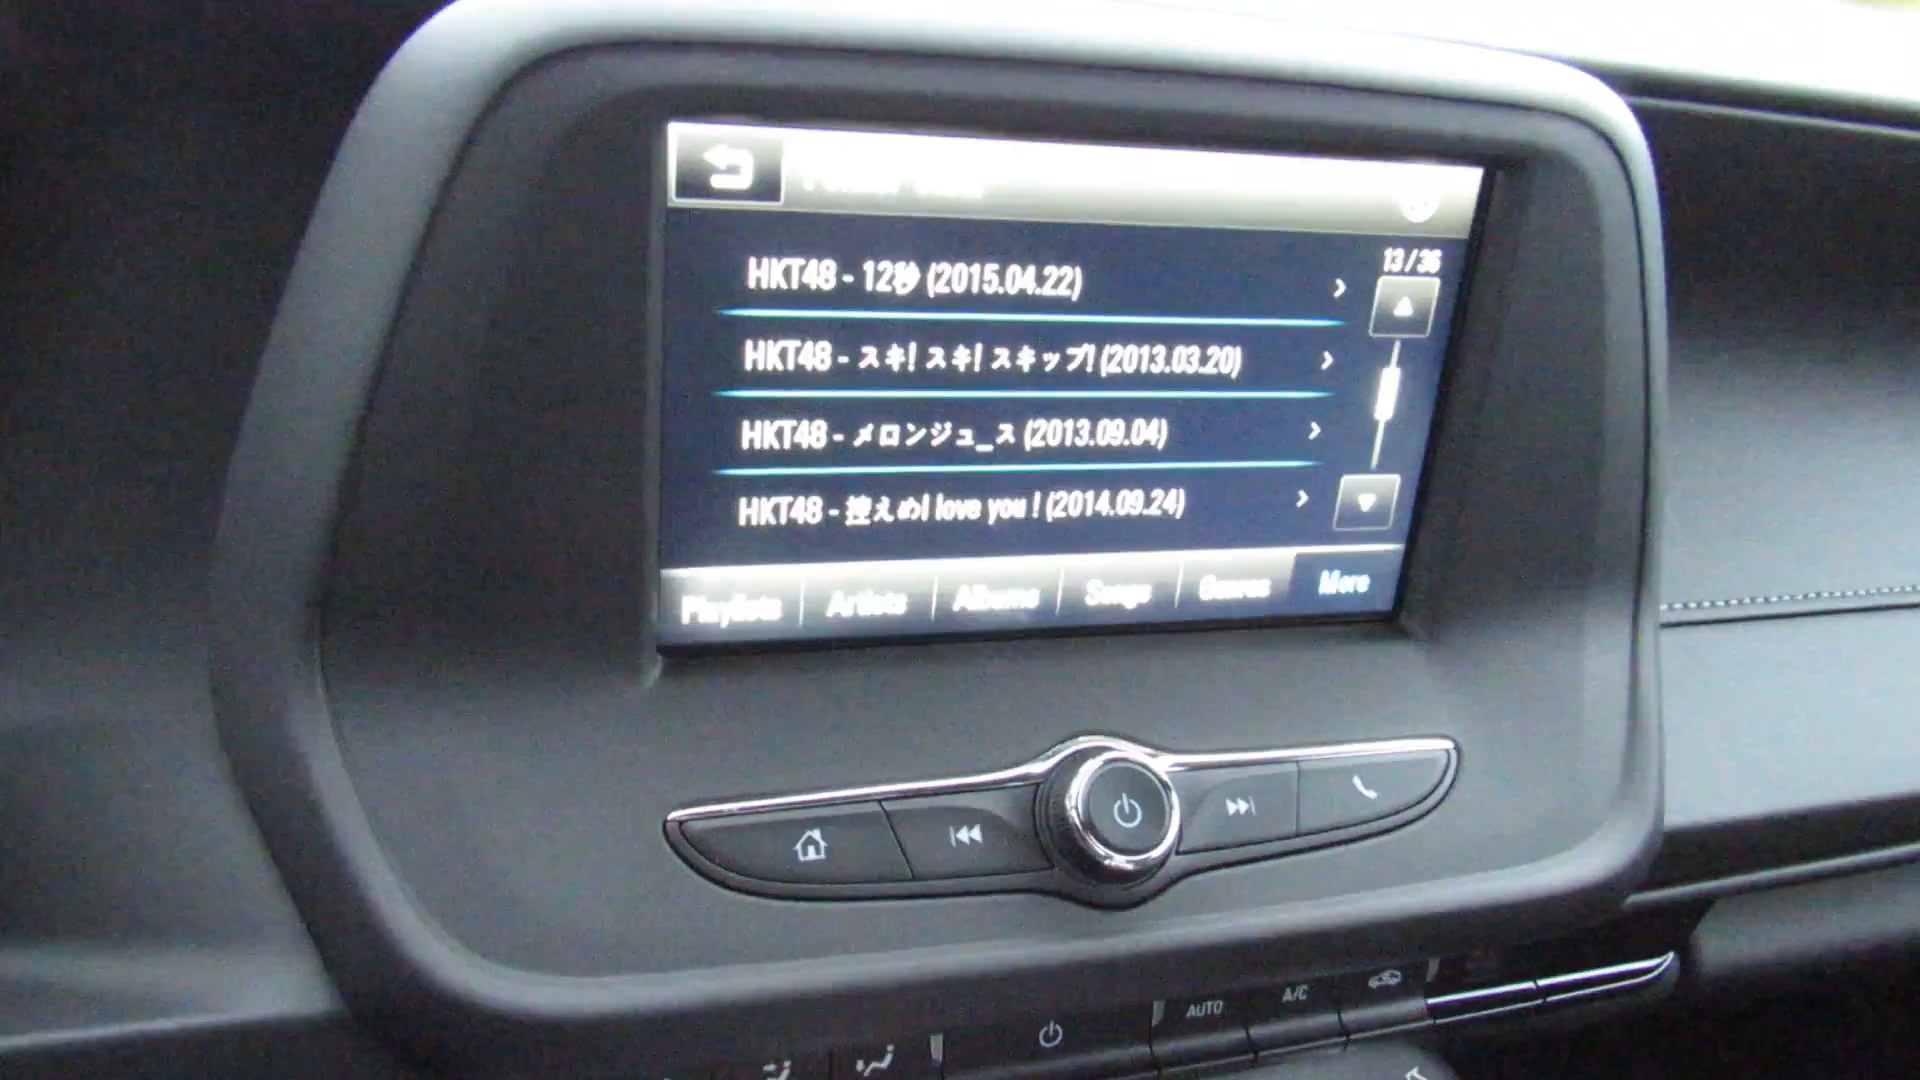 13/36
HKT48 - 12秒 (2015.04.22)
HKT48 - スキ! スキ! スキップ! (2013.03.20)
HKT48 - メロンジュ_ス (2013.09.04)
HKT48 - 控えめI love you ! (2014.09.24)
Playlists Artists Albums Songs Genres More
AUTO A/C